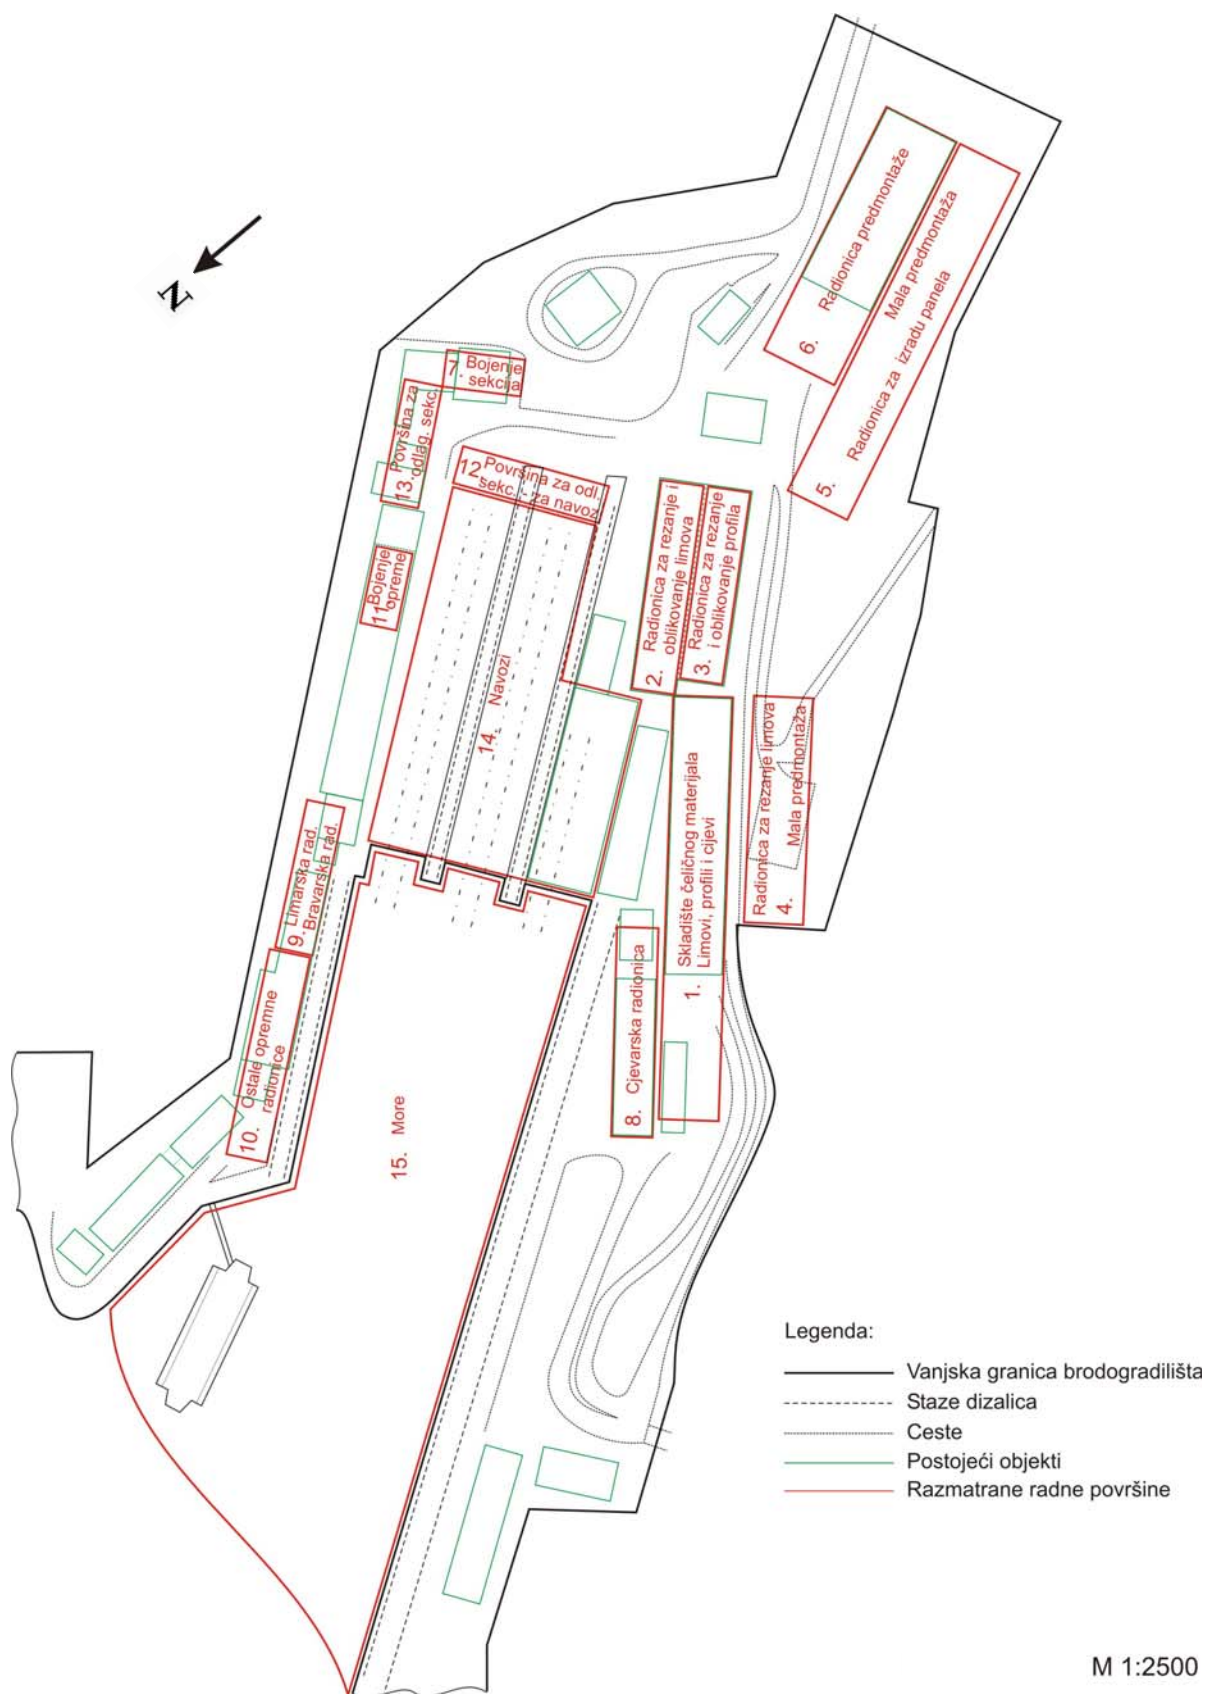 N
6. Radionica predmontaže
Mala predmontaža
5. Radionica za izradu panela
7. Bojenje
sekcija
13. Površina za
odlag. sekc.
12. Površina za odl.
sekc. - za navoz
11. Bojenje
opreme
2. Radionica za rezanje i
oblikovanje limova
3. Radionica za rezanje
i oblikovanje profila
14. Navozi
Radionica za rezanje limova
4. Mala predmontaža
Skladište čeličnog materijala
1. Limovi, profili i cijevi
9. Limarska rad.
Bravarska rad.
8. Cjevarska radionica
10. Ostale opremne
radionice
15. More
Legenda:
Vanjska granica brodogradilišta
Staze dizalica
Ceste
Postojeći objekti
Razmatrane radne površine
M 1:2500